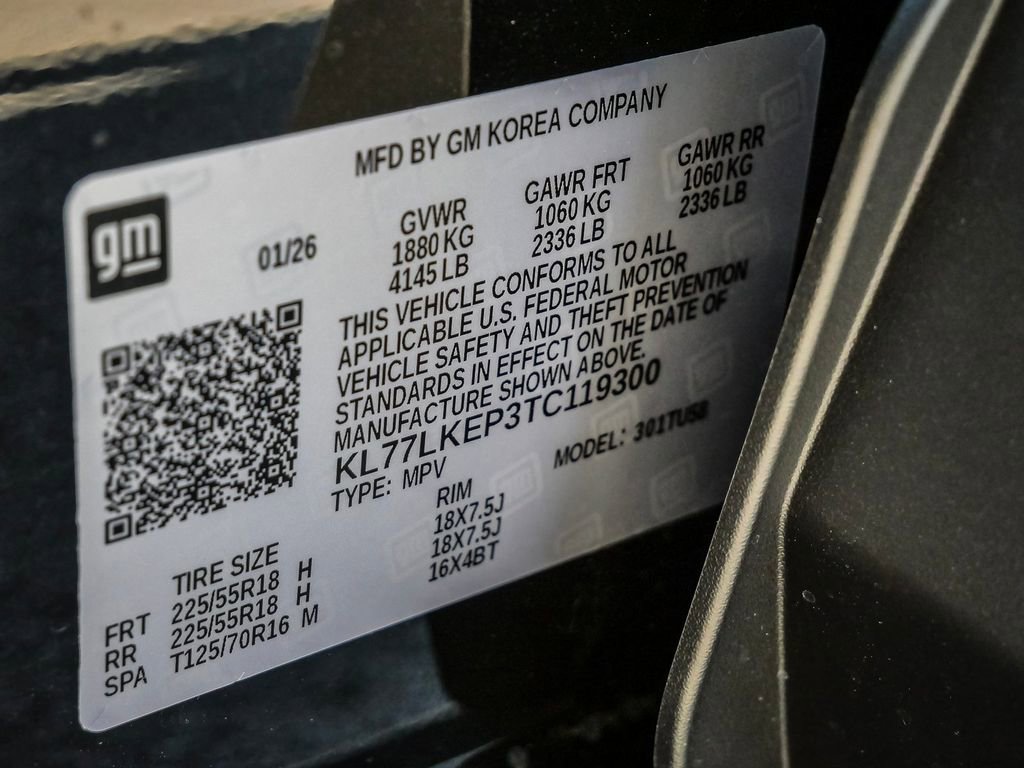 MFD BY GM KOREA COMPANY
gm
01/26
GVWR GAWR FRT GAWR RR
1880 KG 1060 KG 1060 KG
4145 LB 2336 LB 2336 LB
THIS VEHICLE CONFORMS TO ALL
APPLICABLE U.S. FEDERAL MOTOR
VEHICLE SAFETY AND THEFT PREVENTION
STANDARDS IN EFFECT ON THE DATE OF
MANUFACTURE SHOWN ABOVE.
KL77LKEP3TC119300
TYPE: MPV MODEL: 301TU58
TIRE SIZE RIM
FRT 225/55R18 H 18X7.5J
RR 225/55R18 H 18X7.5J
SPA T125/70R16 M 16X4BT